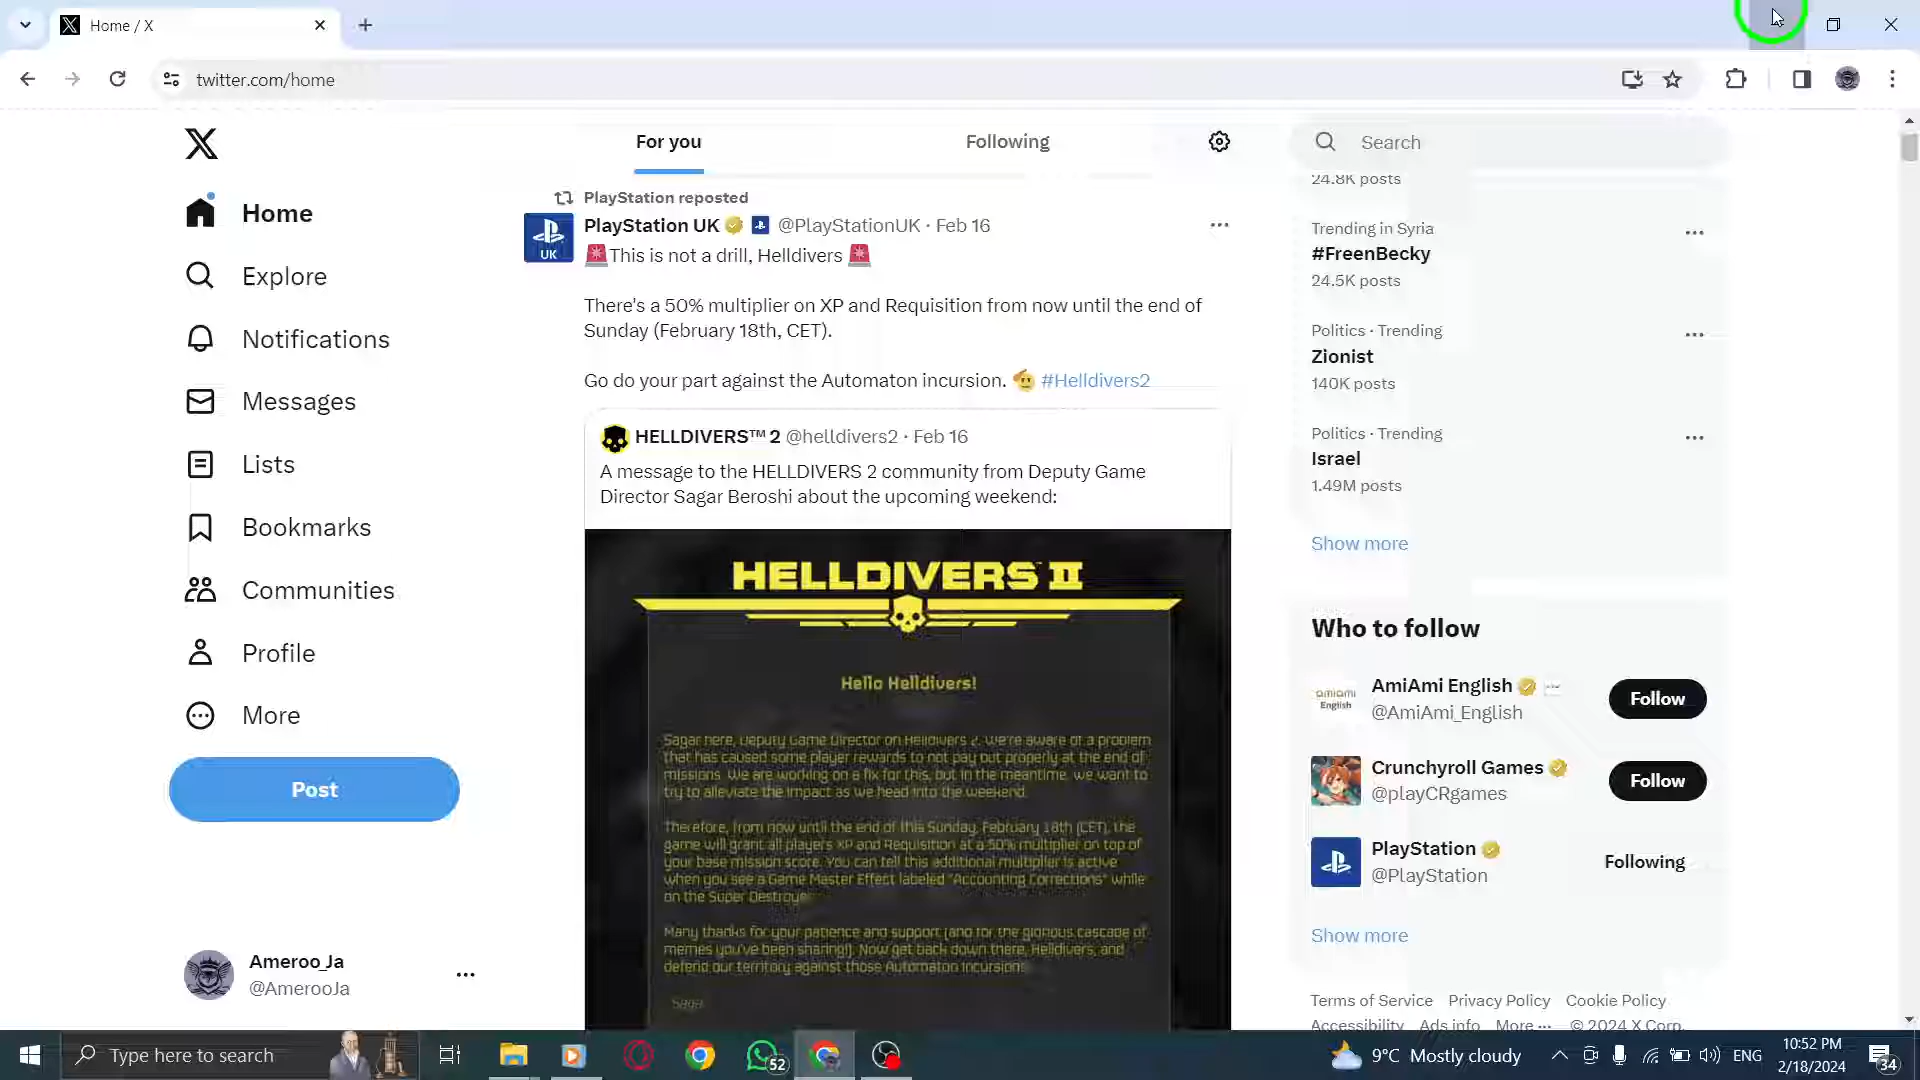 Home / X
twitter.com/home
For you
Following
Search
Home
Explore
Notifications
Messages
Lists
Bookmarks
Communities
Profile
More
Post
Ameroo_Ja
@AmerooJa
PlayStation reposted
PlayStation UK @PlayStationUK · Feb 16
UK
🚨This is not a drill, Helldivers 🚨
There's a 50% multiplier on XP and Requisition from now until the end of
Sunday (February 18th, CET).
Go do your part against the Automaton incursion. 🫡 #Helldivers2
HELLDIVERS™ 2 @helldivers2 · Feb 16
A message to the HELLDIVERS 2 community from Deputy Game
Director Sagar Beroshi about the upcoming weekend:
HELLDIVERS II
Hello Helldivers!
Sagar here, Deputy Game Director on Helldivers 2. We're aware of a problem
that has caused some player rewards to not pay out properly at the end of
missions. We are working on a fix for this, but in the meantime, we want to
try to alleviate the impact as we head into the weekend.
Therefore, from now until the end of this Sunday, February 18th (CET), the
game will grant all players XP and Requisition at a 50% multiplier on top of
your base mission score. You can tell this additional multiplier is active
when you see a Game Master Effect labeled "Accounting Corrections" while
on the Super Destroyer.
Many thanks for your patience and support (and for the glorious cascade of
memes you've been sharing!). Now get back down there, Helldivers, and
defend our territory against those Automaton incursion!
Sagar
24.8K posts
Trending in Syria
#FreenBecky
24.5K posts
Politics · Trending
Zionist
140K posts
Politics · Trending
Israel
1.49M posts
Show more
Who to follow
amiami
English
AmiAmi English
@AmiAmi_English
Follow
Crunchyroll Games
@playCRgames
Follow
PlayStation
@PlayStation
Following
Show more
Terms of Service Privacy Policy Cookie Policy
Accessibility Ads info More ··· © 2024 X Corp.
Type here to search
52
9°C Mostly cloudy
ENG
10:52 PM
2/18/2024
34